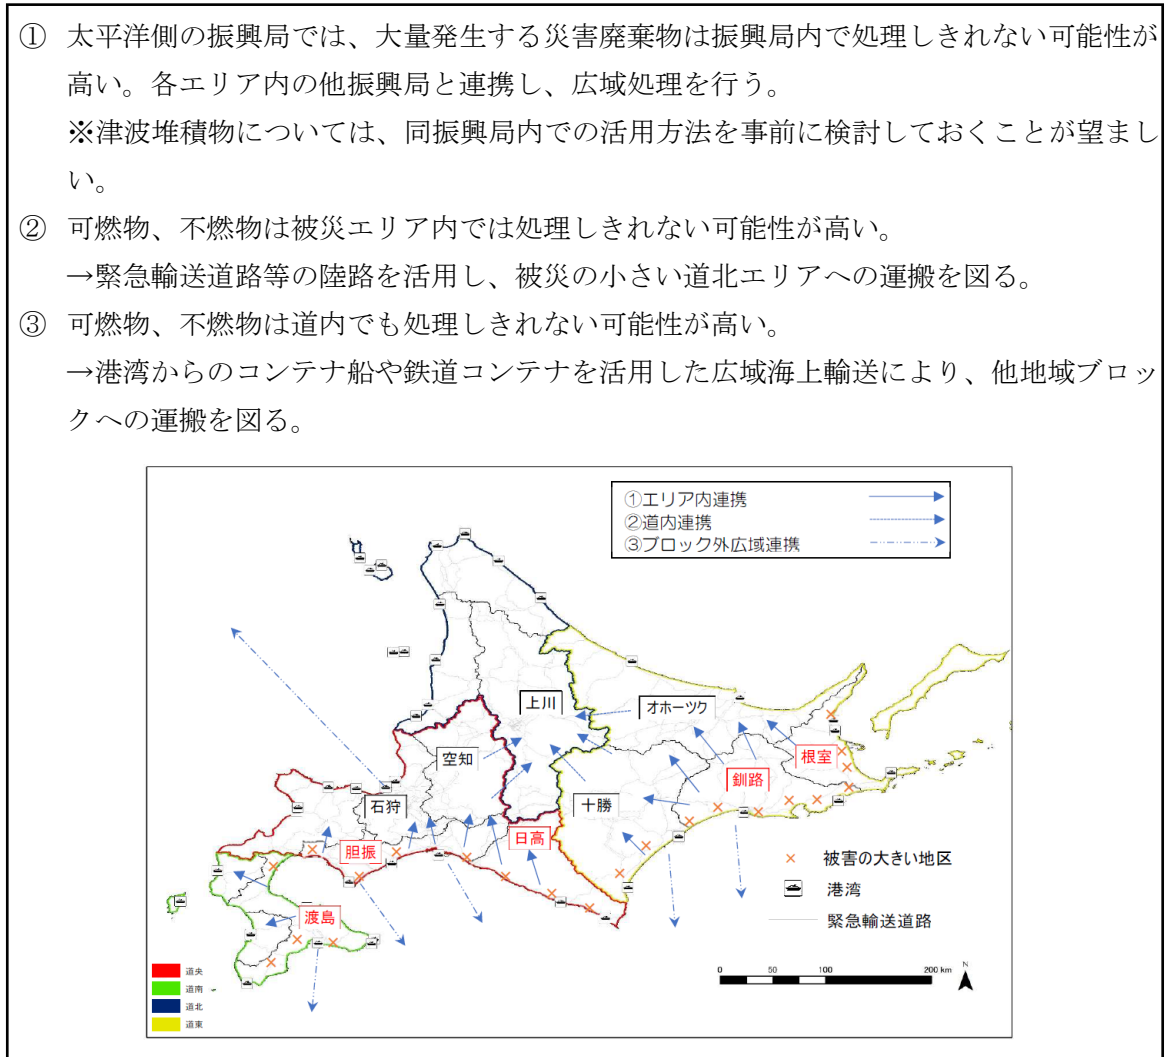 ① 太平洋側の振興局では、大量発生する災害廃棄物は振興局内で処理しきれない可能性が
高い。各エリア内の他振興局と連携し、広域処理を行う。
※津波堆積物については、同振興局内での活用方法を事前に検討しておくことが望まし
い。
② 可燃物、不燃物は被災エリア内では処理しきれない可能性が高い。
→緊急輸送道路等の陸路を活用し、被災の小さい道北エリアへの運搬を図る。
③ 可燃物、不燃物は道内でも処理しきれない可能性が高い。
→港湾からのコンテナ船や鉄道コンテナを活用した広域海上輸送により、他地域ブロッ
クへの運搬を図る。
①エリア内連携
②道内連携
③ブロック外広域連携
上川
オホーツク
空知
根室
釧路
石狩
十勝
日高
胆振
渡島
被害の大きい地区
港湾
緊急輸送道路
道央
道南
道北
道東
0 50 100 200 km
N